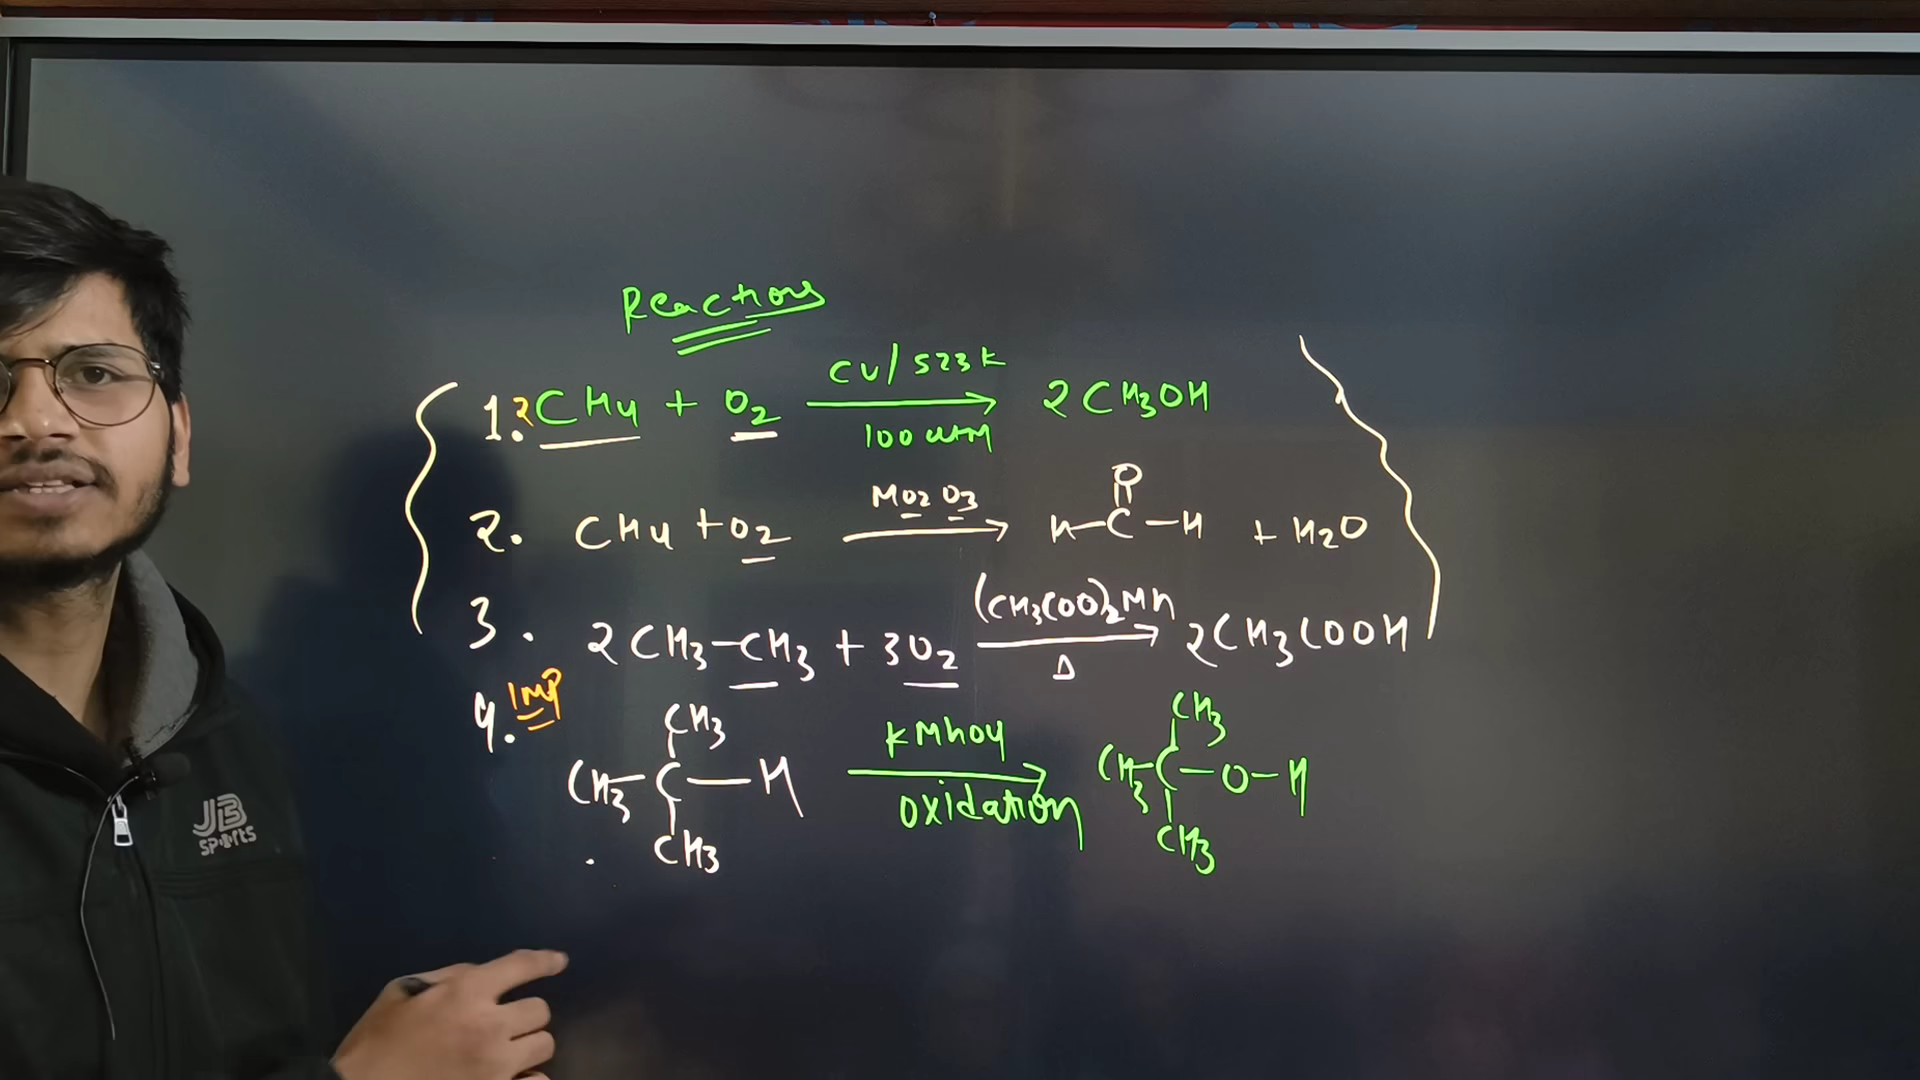 Reactions
1. 2CH4 + O2 Cu/523K 100 atm 2CH3OH
2. CH4 + O2 Mo2O3 H-C-H + H2O
O
3. 2CH3-CH3 + 3O2 (CH3COO)2Mn Δ 2CH3COOH
4. IMP
CH3 CH3
CH3-C-H KMnO4 oxidation CH3-C-O-H
CH3 CH3
JB
SPORTS